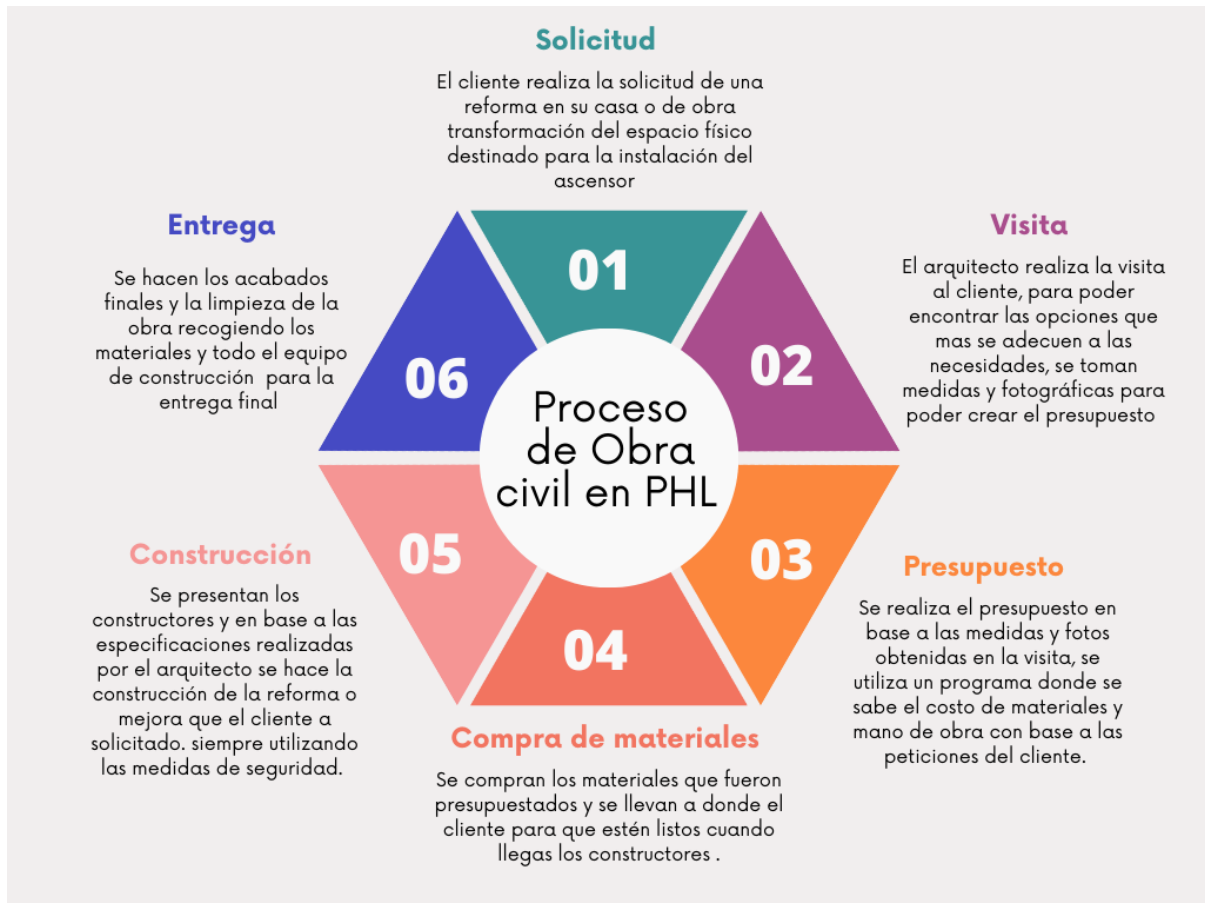 Solicitud
El cliente realiza la solicitud de una
reforma en su casa o de obra
transformación del espacio físico
destinado para la instalación del
ascensor
01
Visita
El arquitecto realiza la visita
al cliente, para poder
encontrar las opciones que
mas se adecuen a las
necesidades, se toman
medidas y fotográficas para
poder crear el presupuesto
02
Presupuesto
Se realiza el presupuesto en
base a las medidas y fotos
obtenidas en la visita, se
utiliza un programa donde se
sabe el costo de materiales y
mano de obra con base a las
peticiones del cliente.
03
Compra de materiales
Se compran los materiales que fueron
presupuestados y se llevan a donde el
cliente para que estén listos cuando
llegas los constructores .
04
Construcción
Se presentan los
constructores y en base a las
especificaciones realizadas
por el arquitecto se hace la
construcción de la reforma o
mejora que el cliente a
solicitado. siempre utilizando
las medidas de seguridad.
05
Entrega
Se hacen los acabados
finales y la limpieza de la
obra recogiendo los
materiales y todo el equipo
de construcción para la
entrega final
06
Proceso
de Obra
civil en PHL